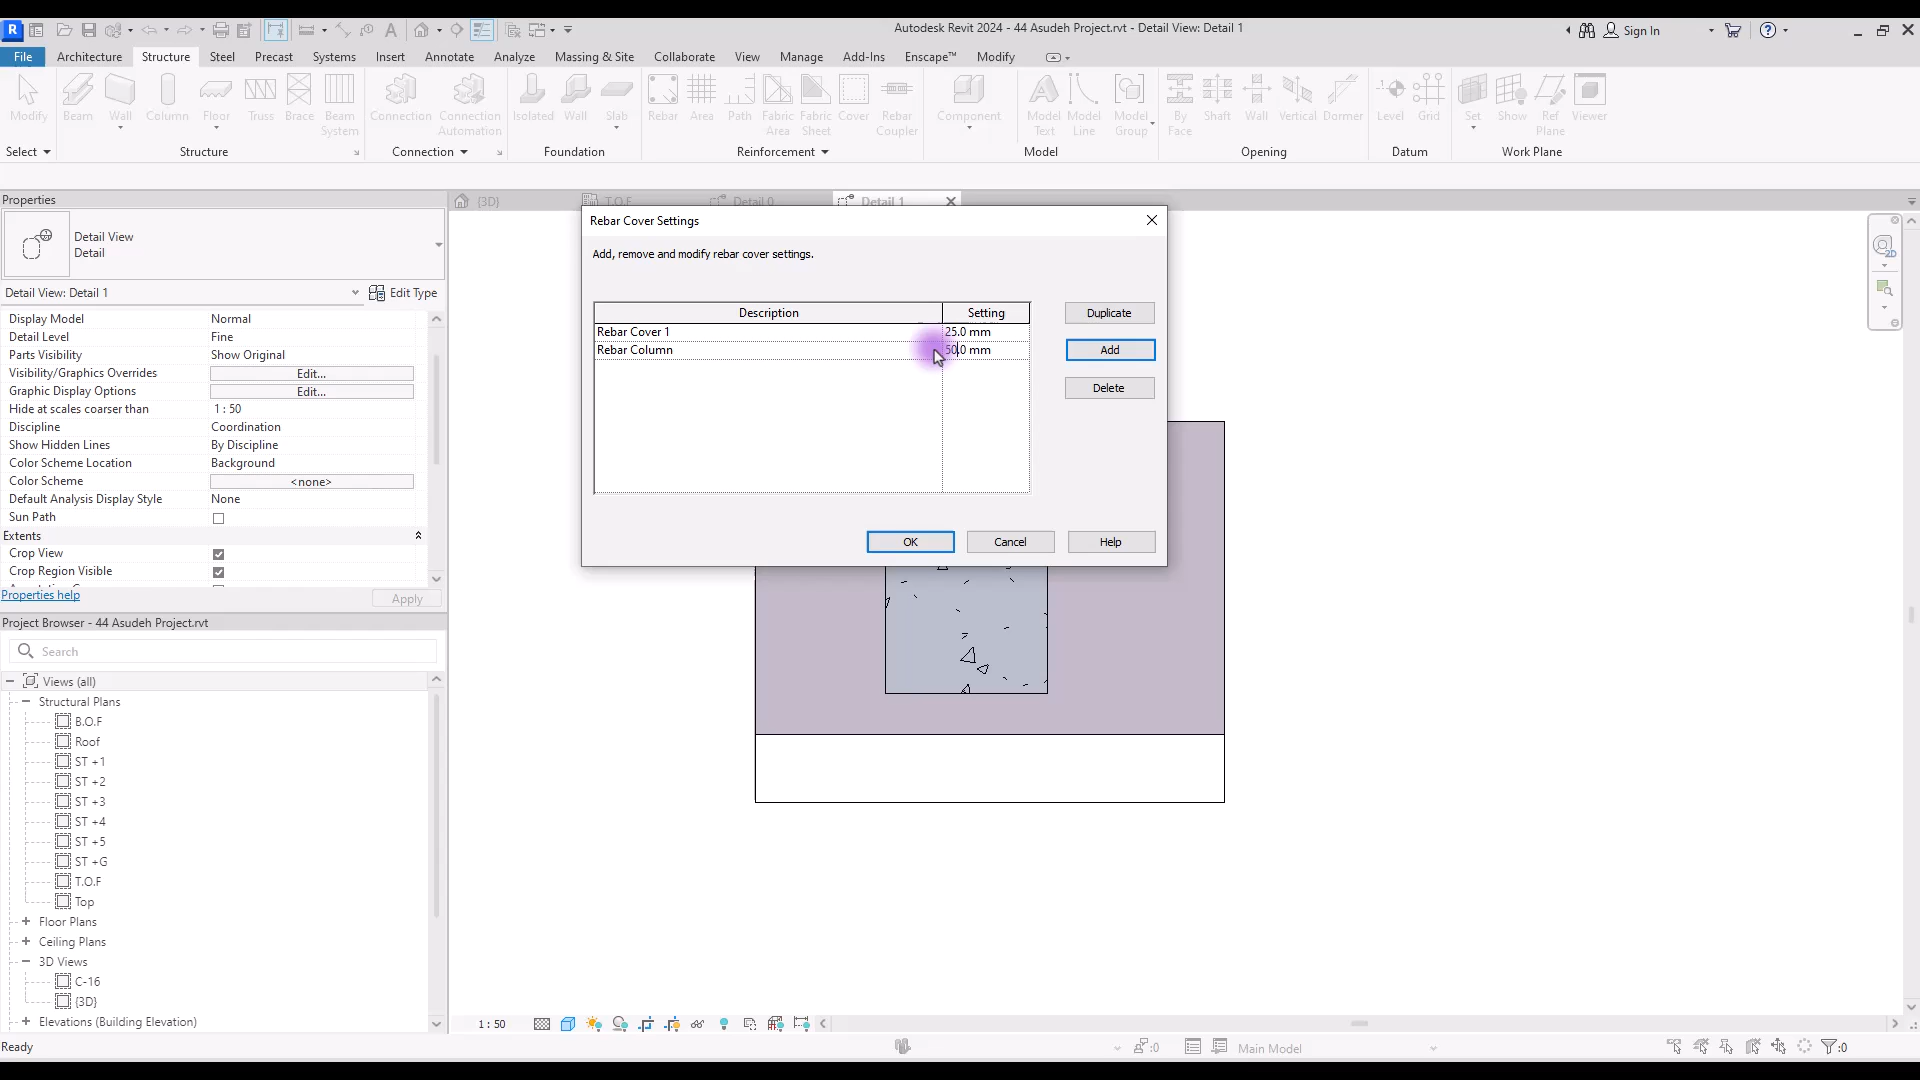 Autodesk Revit 2024 - 44 Asudeh Project.rvt - Detail View: Detail 1
Sign In
File Architecture Structure Steel Precast Systems Insert Annotate Analyze Massing & Site Collaborate View Manage Add-Ins Enscape™ Modify
Modify Beam Wall Column Floor Truss Brace Beam System Connection Connection Automation Isolated Wall Slab Rebar Area Path Fabric Area Fabric Sheet Cover Rebar Coupler Component Model Text Model Line Model Group By Face Shaft Wall Vertical Dormer Level Grid Set Show Ref Plane Viewer
Select Structure Connection Foundation Reinforcement Model Opening Datum Work Plane
Properties
{3D} T.O.F Detail 0 Detail 1
Detail View
Detail
Detail View: Detail 1 Edit Type
Display Model Normal
Detail Level Fine
Parts Visibility Show Original
Visibility/Graphics Overrides Edit...
Graphic Display Options Edit...
Hide at scales coarser than 1 : 50
Discipline Coordination
Show Hidden Lines By Discipline
Color Scheme Location Background
Color Scheme <none>
Default Analysis Display Style None
Sun Path
Extents
Crop View
Crop Region Visible
Properties help Apply
Rebar Cover Settings
Add, remove and modify rebar cover settings.
Description Setting
Rebar Cover 1 25.0 mm
Rebar Column 50.0 mm
Duplicate
Add
Delete
OK Cancel Help
Project Browser - 44 Asudeh Project.rvt
Search
Views (all)
Structural Plans
B.O.F
Roof
ST +1
ST +2
ST +3
ST +4
ST +5
ST +G
T.O.F
Top
Floor Plans
Ceiling Plans
3D Views
C-16
{3D}
Elevations (Building Elevation)
1 : 50
2D
Ready
:0
Main Model
:0